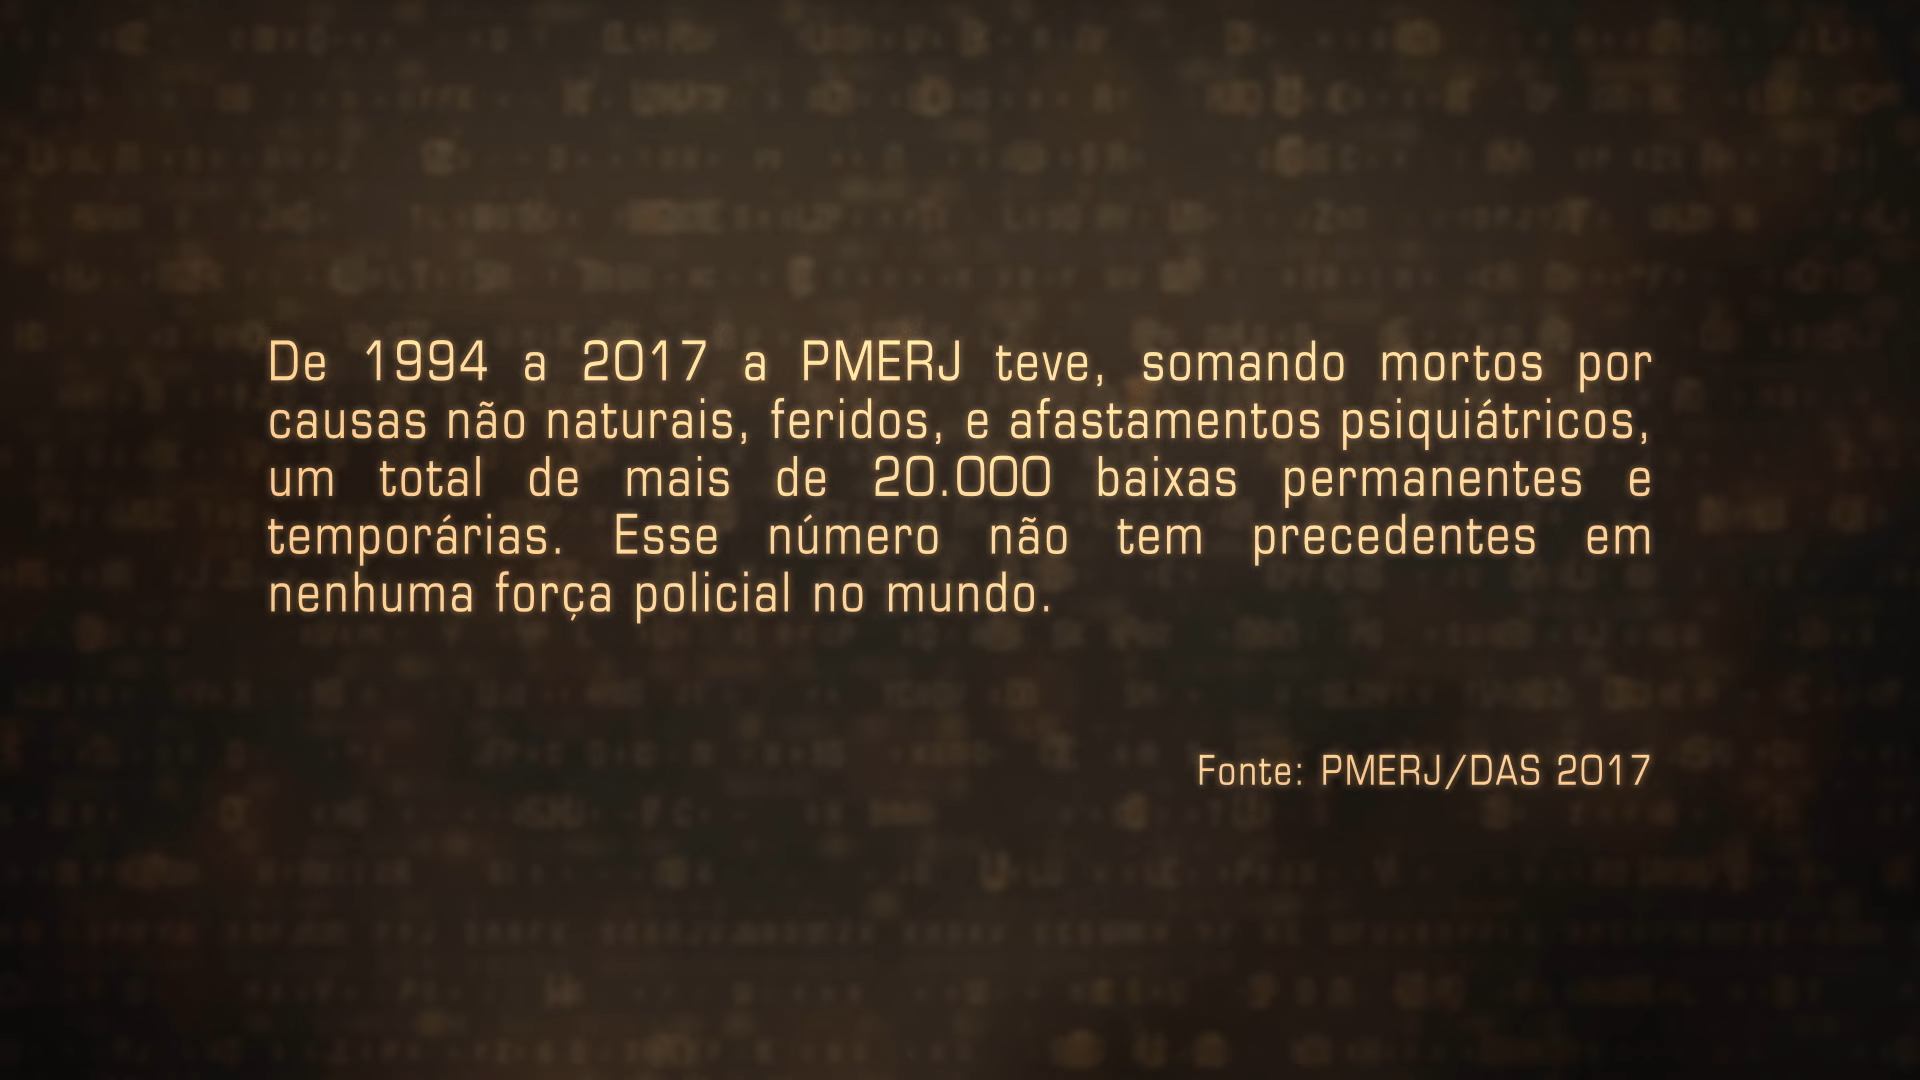 De 1994 a 2017 a PMERJ teve, somando mortos por
causas não naturais, feridos, e afastamentos psiquiátricos,
um total de mais de 20.000 baixas permanentes e
temporárias. Esse número não tem precedentes em
nenhuma força policial no mundo.
Fonte: PMERJ/DAS 2017